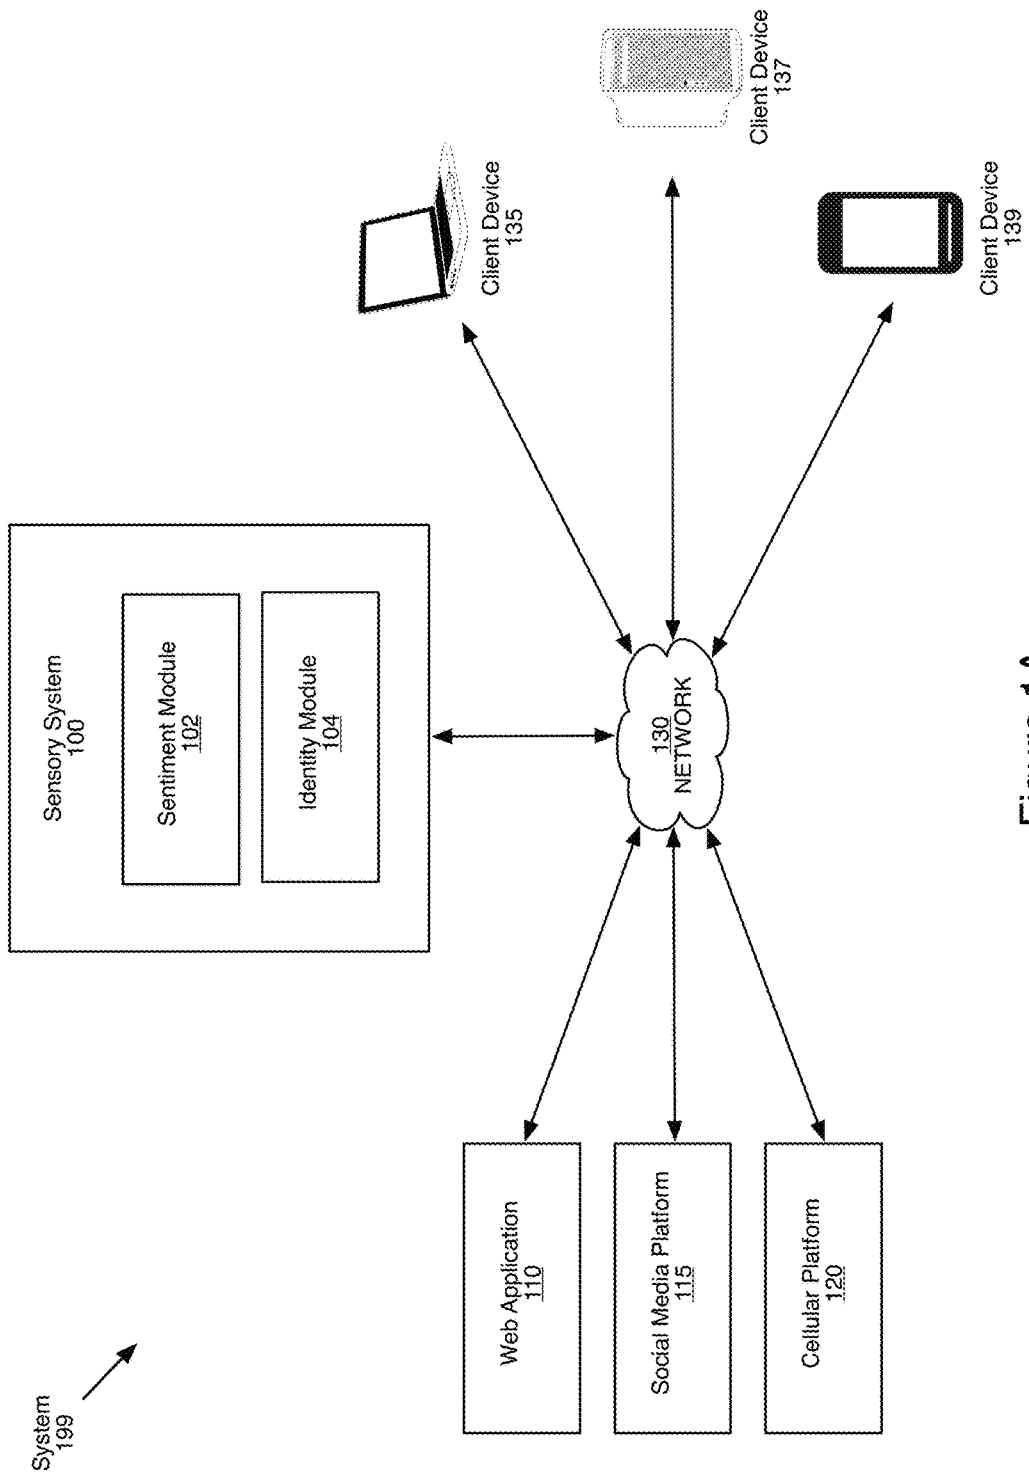 System
199
Sensory System
100
Sentiment Module
102
Identity Module
104
Web Application
110
Social Media Platform
115
Cellular Platform
120
130
NETWORK
Client Device
135
Client Device
137
Client Device
139